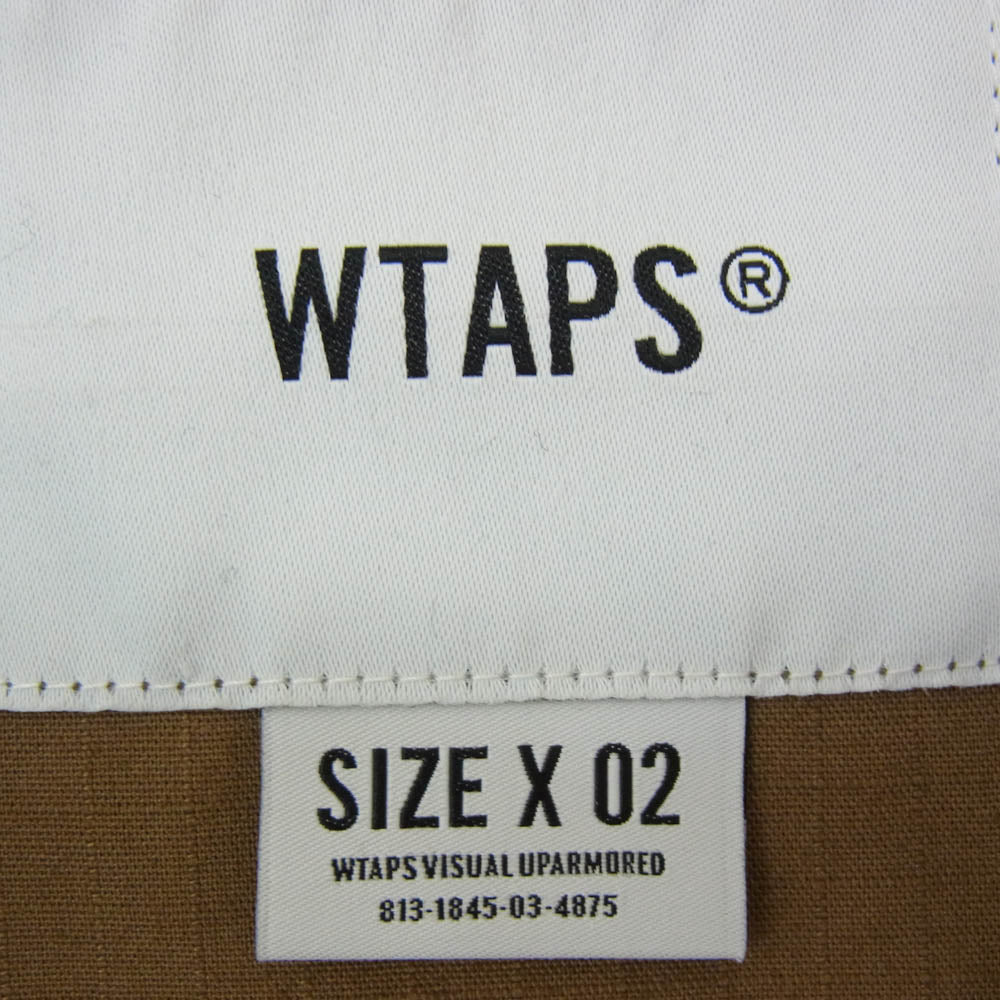 WTAPS®
SIZE X 02
WTAPS VISUAL UPARMORED
813-1845-03-4875